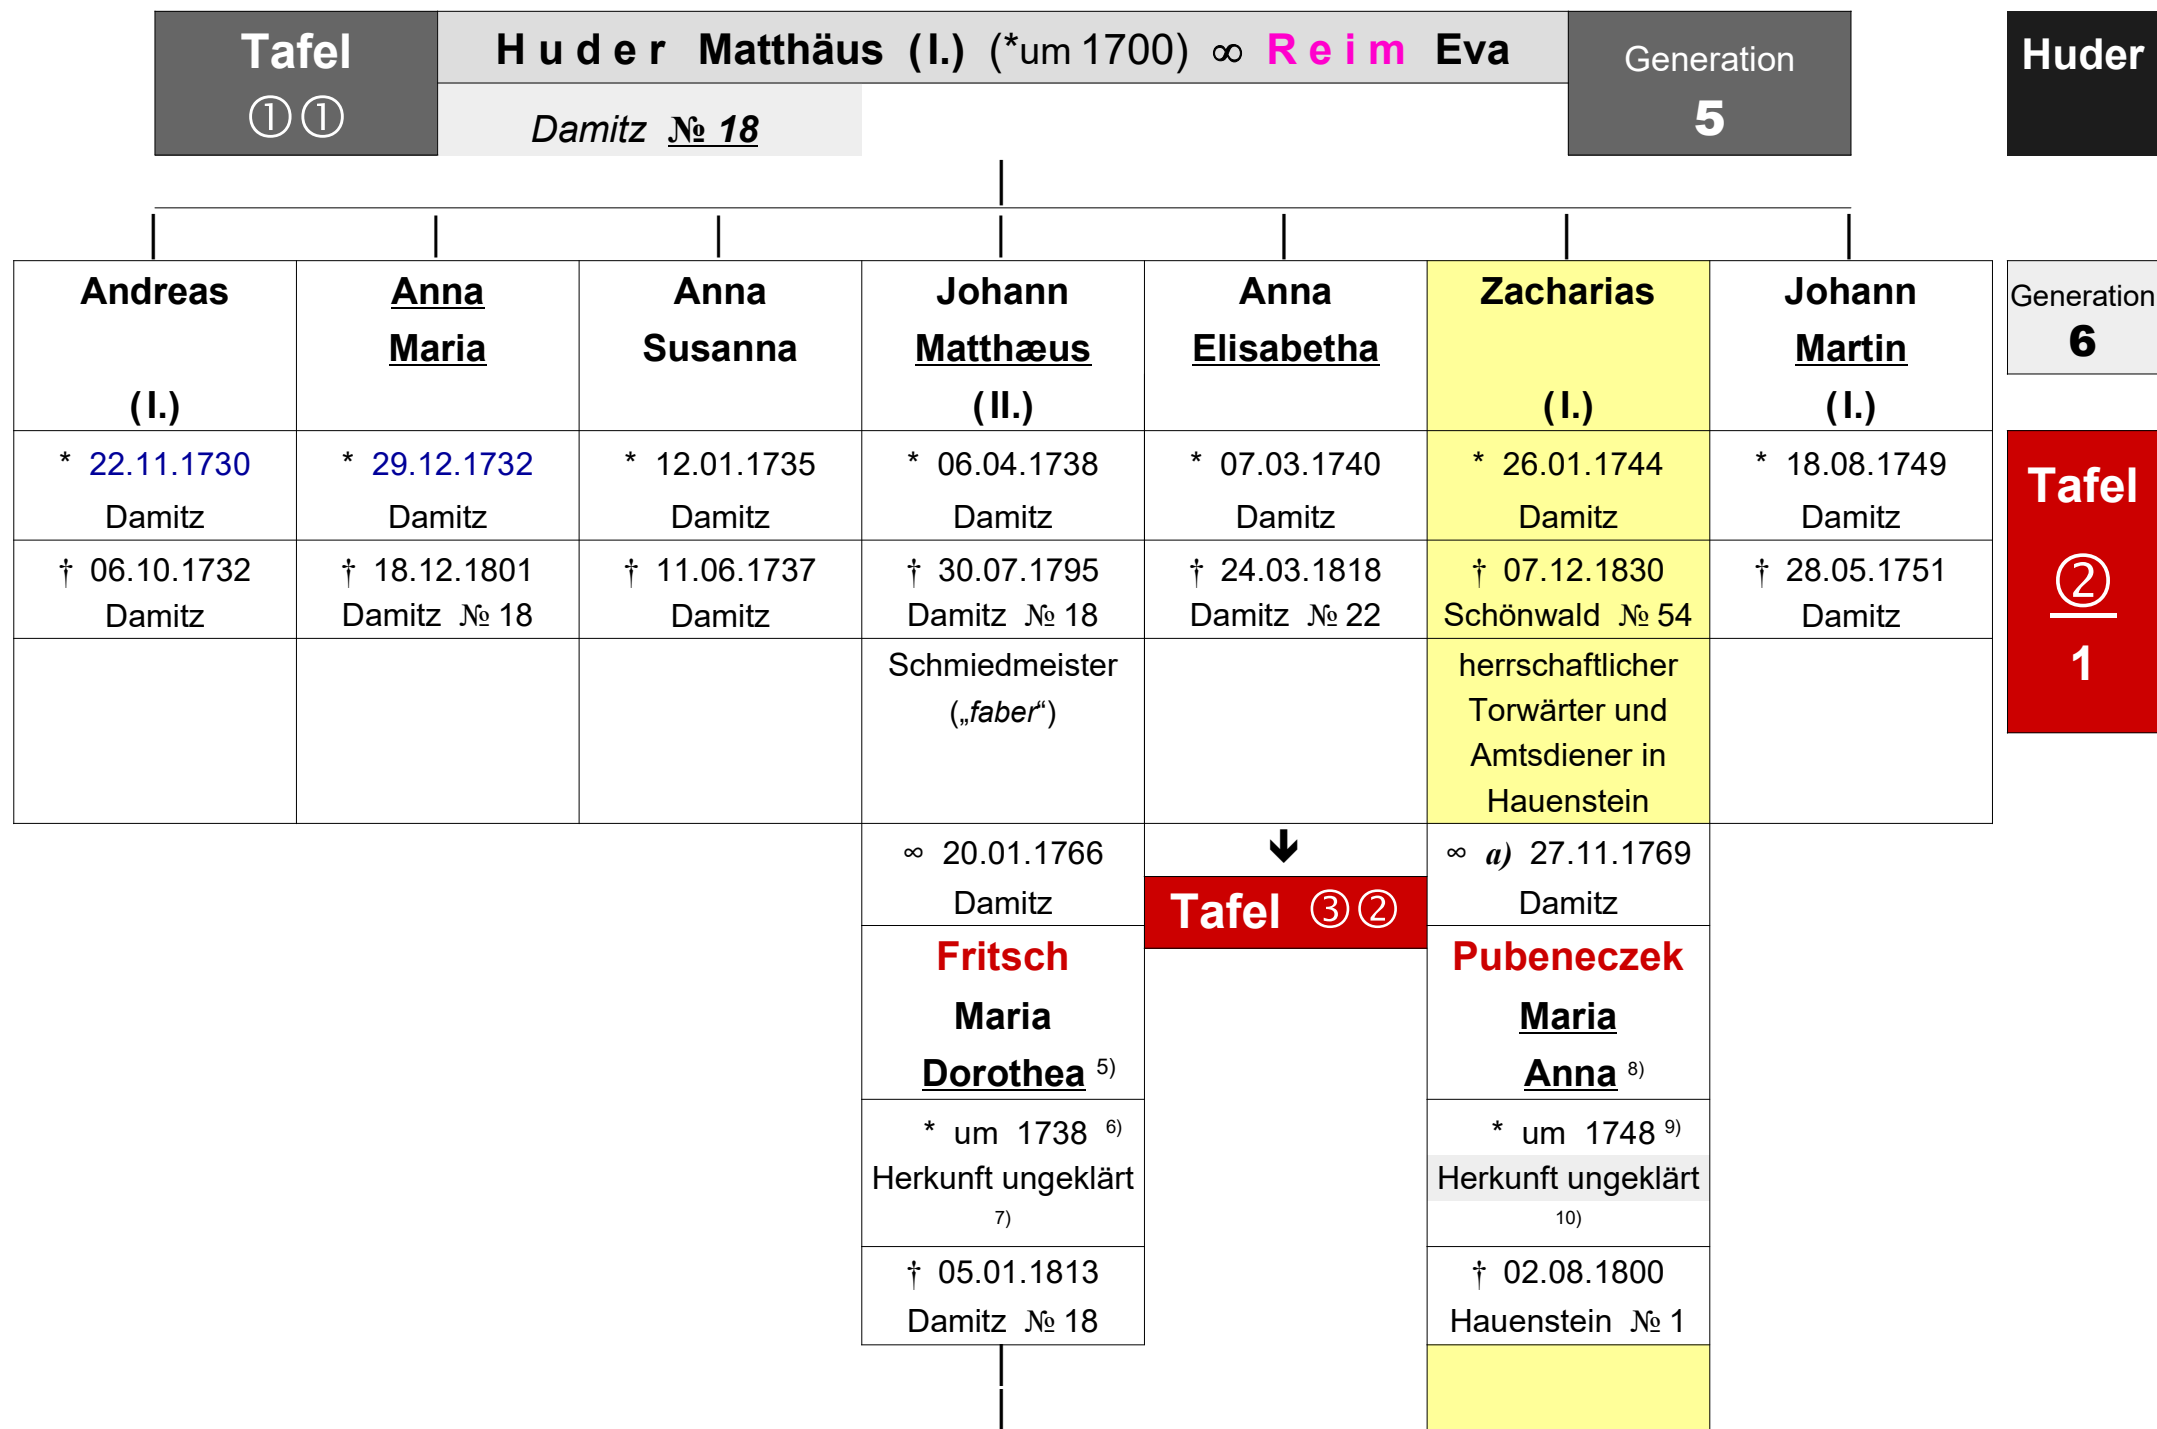 Tafel
①①
Huder Matthäus (I.) (*um 1700) ∞ Reim Eva
Damitz № 18
Generation
5
Huder
Andreas
(I.)
* 22.11.1730
Damitz
† 06.10.1732
Damitz
Anna
Maria
* 29.12.1732
Damitz
† 18.12.1801
Damitz № 18
Anna
Susanna
* 12.01.1735
Damitz
† 11.06.1737
Damitz
Johann
Matthæus
(II.)
* 06.04.1738
Damitz
† 30.07.1795
Damitz № 18
Schmiedmeister
(„faber“)
∞ 20.01.1766
Damitz
Fritsch
Maria
Dorothea 5)
* um 1738 6)
Herkunft ungeklärt
7)
† 05.01.1813
Damitz № 18
Anna
Elisabetha
* 07.03.1740
Damitz
† 24.03.1818
Damitz № 22
🡻
Tafel ③②
Zacharias
(I.)
* 26.01.1744
Damitz
† 07.12.1830
Schönwald № 54
herrschaftlicher
Torwärter und
Amtsdiener in
Hauenstein
∞ a) 27.11.1769
Damitz
Pubeneczek
Maria
Anna 8)
* um 1748 9)
Herkunft ungeklärt
10)
† 02.08.1800
Hauenstein № 1
Johann
Martin
(I.)
* 18.08.1749
Damitz
† 28.05.1751
Damitz
Generation
6
Tafel
②
1